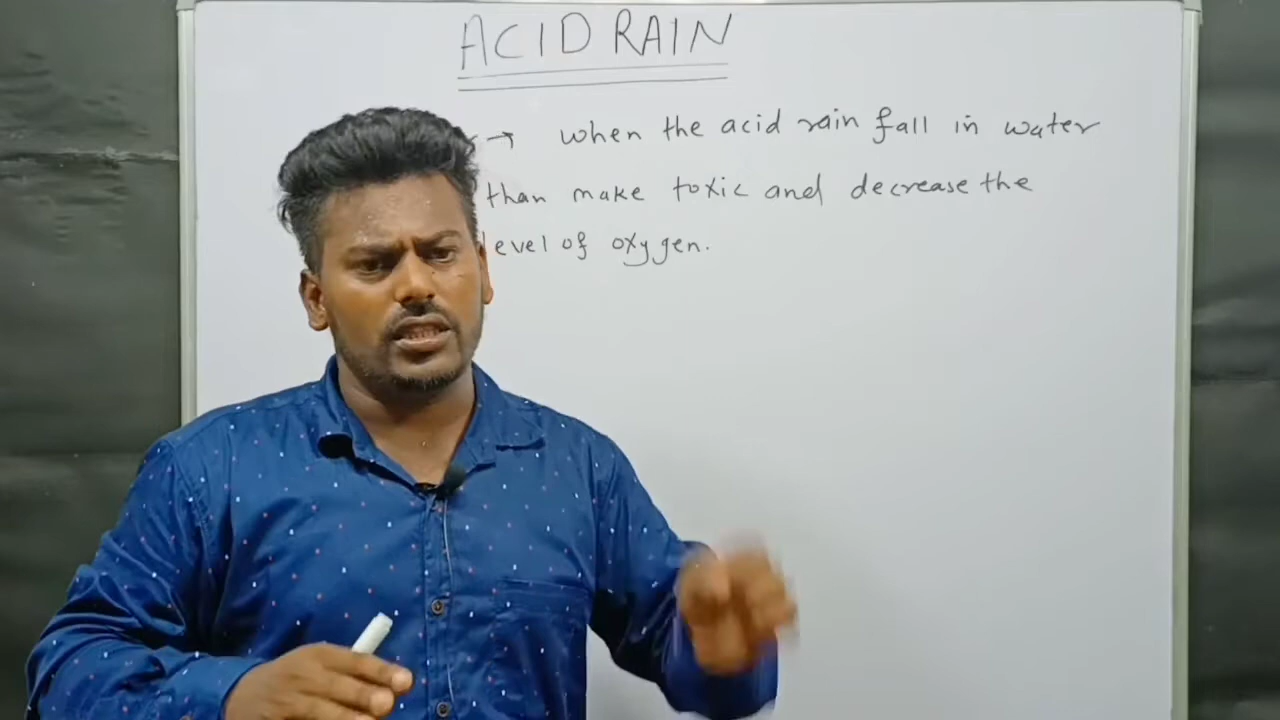 ACID RAIN
→ when the acid rain fall in water
than make toxic and decrease the
level of oxygen.